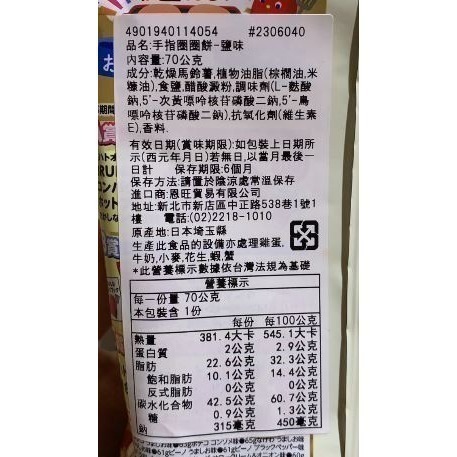 4901940114054 #2306040
品名:手指圈圈餅-鹽味
內容量:70公克
成分:乾燥馬鈴薯,植物油脂(棕櫚油,米
糠油),食鹽,醋酸澱粉,調味劑(L-麩酸
鈉,5'-次黃嘌呤核苷磷酸二鈉,5'-鳥
嘌呤核苷磷酸二鈉),抗氧化劑(維生素
E),香料.
有效日期(賞味期限):如包裝上日期所
示(西元年月日)若無日,以當月最後一
日計 保存期限:6個月
保存方法:請置於陰涼處常溫保存
進口商:恩旺貿易有限公司
地址:新北市新店區中正路538巷1號1
樓 電話:(02)2218-1010
原產地:日本埼玉縣
生產此食品的設備亦處理雞蛋,
牛奶,小麥,花生,蝦,蟹
*此營養標示數據依台灣法規為基礎
營養標示
每一份量 70公克
本包裝含 1份
每份 每100公克
熱量 381.4大卡 545.1大卡
蛋白質 2公克 2.9公克
脂肪 22.6公克 32.3公克
飽和脂肪 10.1公克 14.4公克
反式脂肪 0公克 0公克
碳水化合物 42.5公克 60.7公克
糖 0.9公克 1.3公克
鈉 315毫克 450毫克